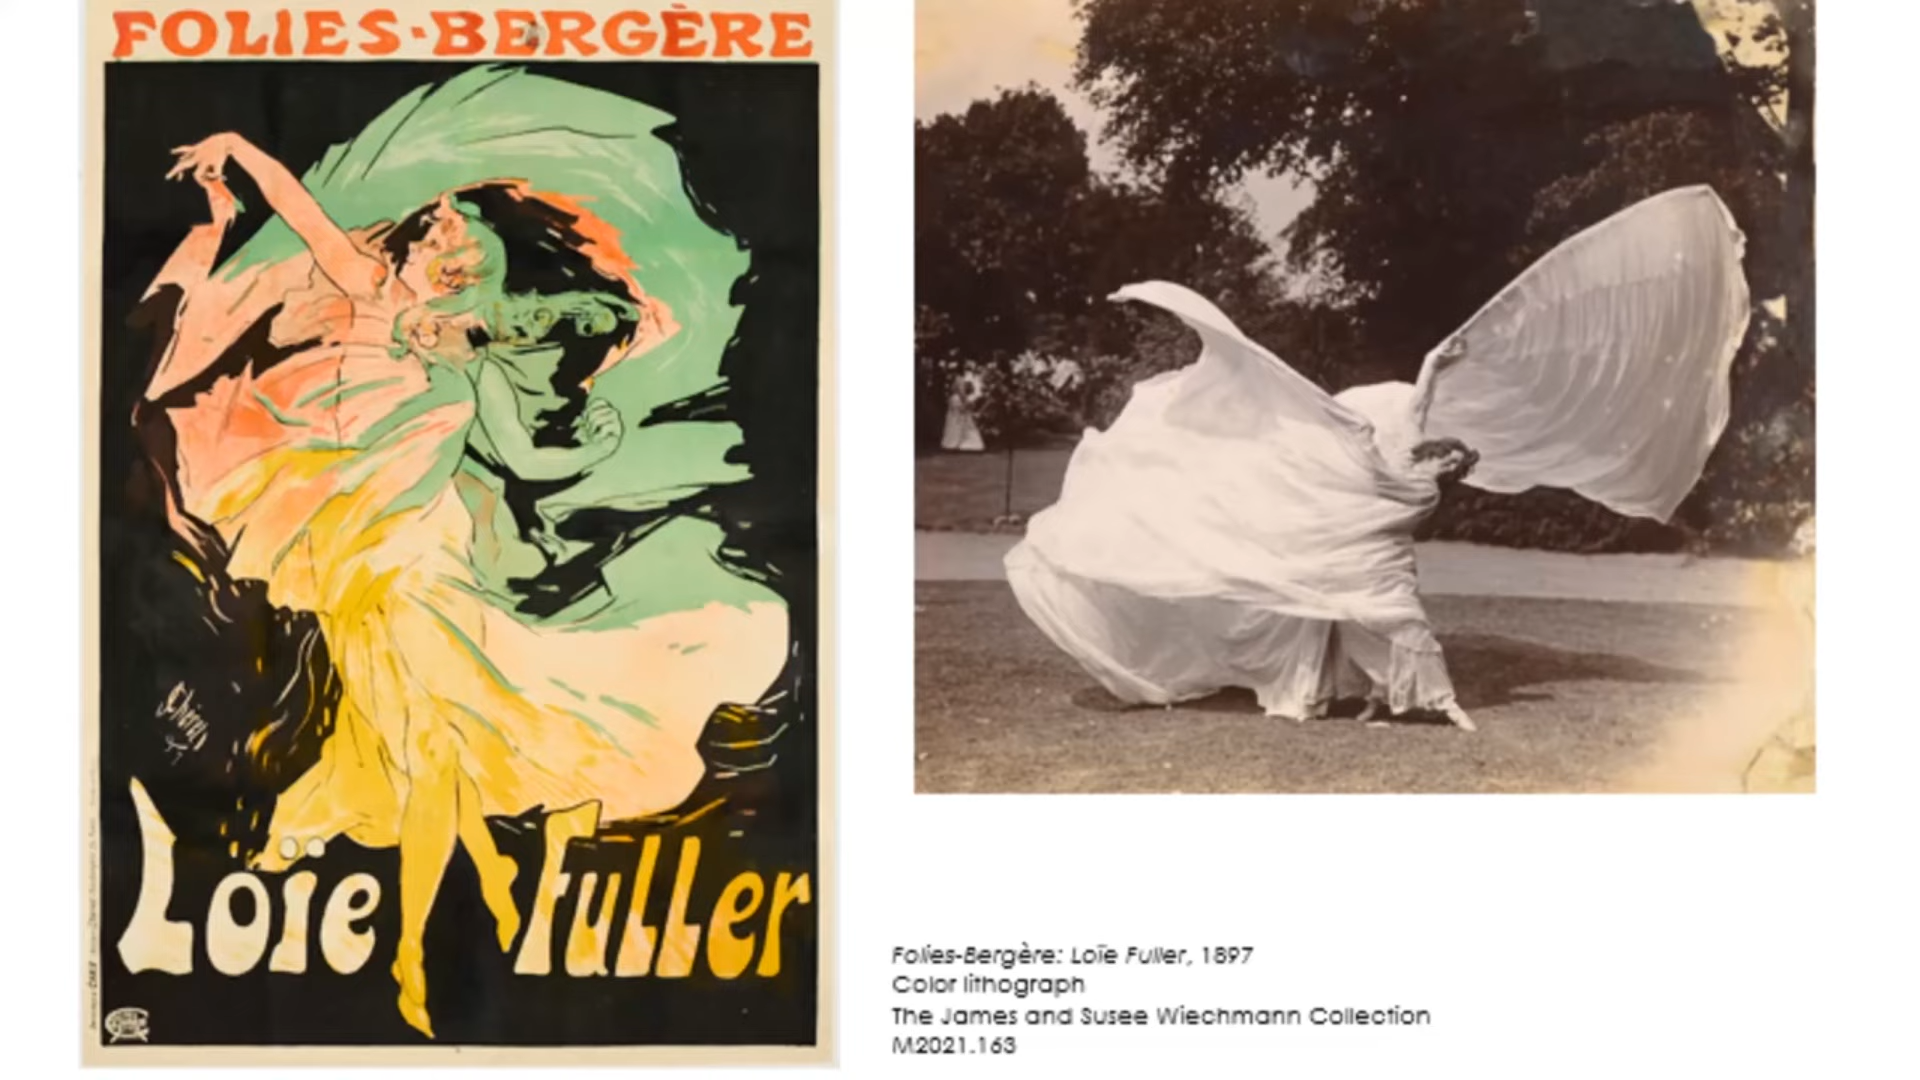 FOLIES-BERGÈRE
Chéret
Loïe Fuller
Folies-Bergère: Loïe Fuller, 1897
Color lithograph
The James and Susee Wiechmann Collection
M2021.163